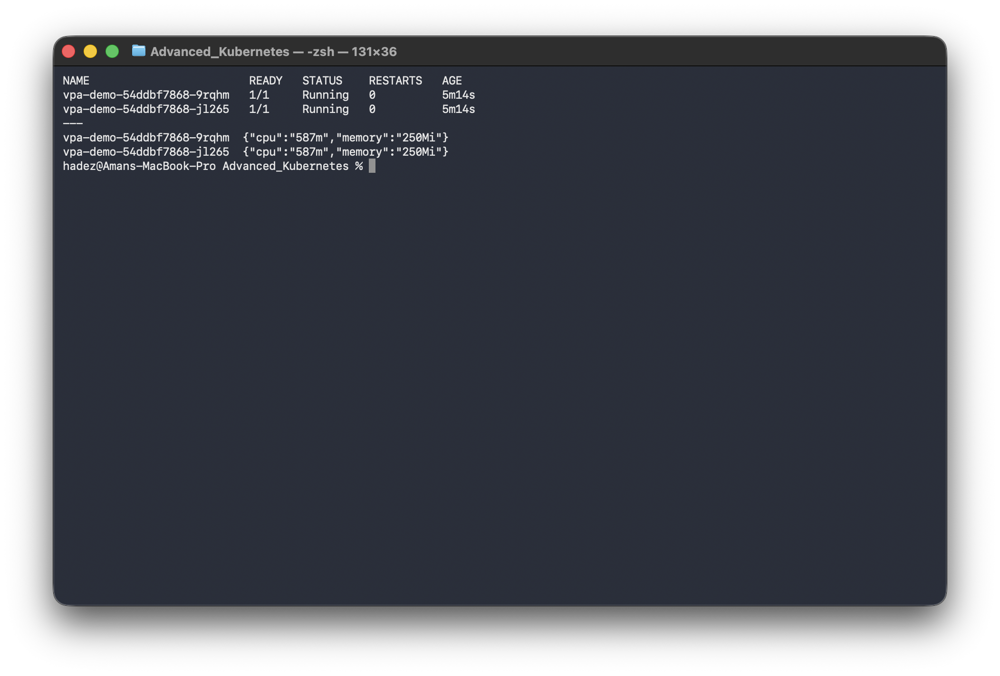 Advanced_Kubernetes — -zsh — 131×36
NAME READY STATUS RESTARTS AGE
vpa-demo-54ddbf7868-9rqhm 1/1 Running 0 5m14s
vpa-demo-54ddbf7868-jl265 1/1 Running 0 5m14s
---
vpa-demo-54ddbf7868-9rqhm {"cpu":"587m","memory":"250Mi"}
vpa-demo-54ddbf7868-jl265 {"cpu":"587m","memory":"250Mi"}
hadez@Amans-MacBook-Pro Advanced_Kubernetes %